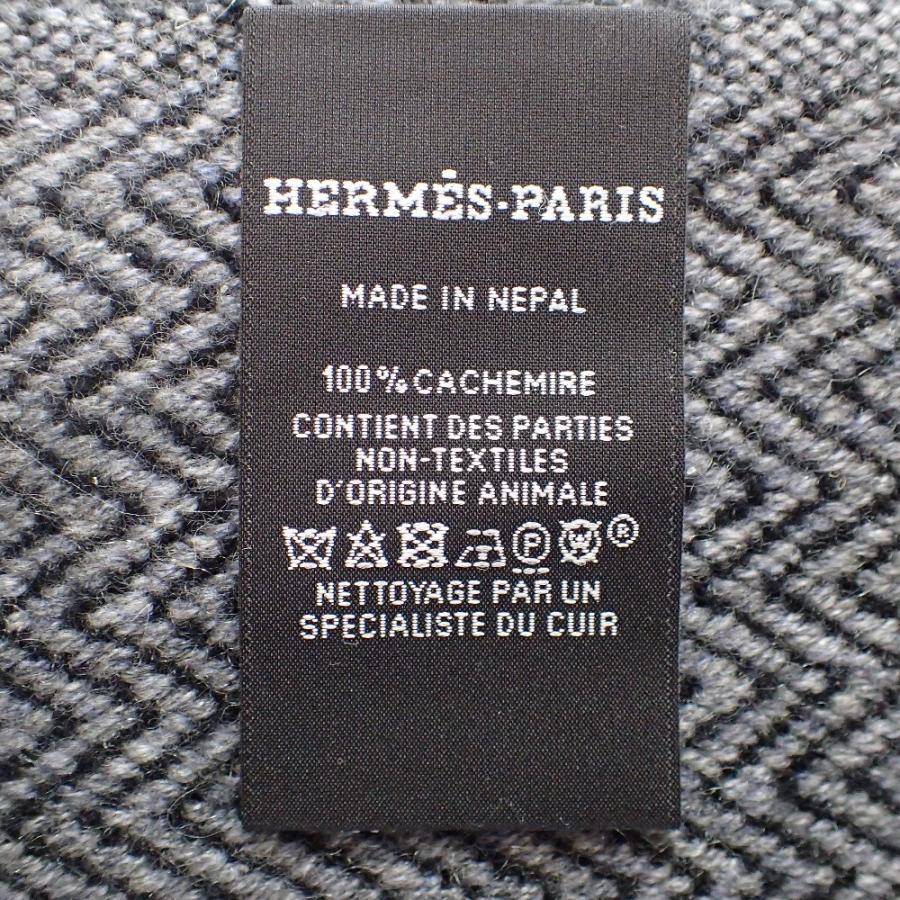 HERMÈS-PARIS
MADE IN NEPAL
100% CACHEMIRE
CONTIENT DES PARTIES
NON-TEXTILES
D'ORIGINE ANIMALE
P ®
NETTOYAGE PAR UN
SPECIALISTE DU CUIR